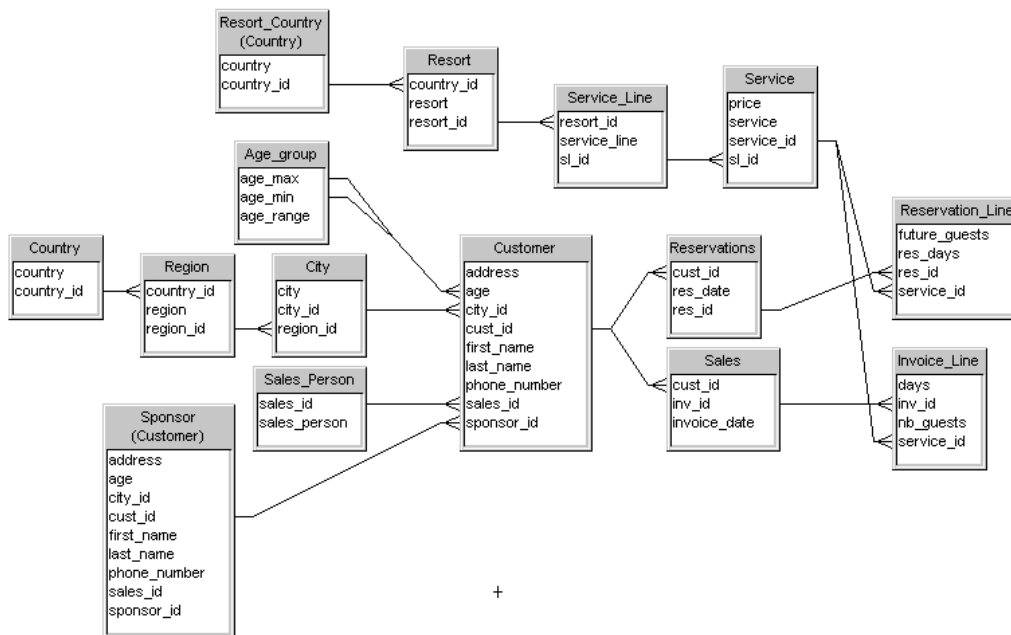 Resort_Country
(Country)
country
country_id
Resort
country_id
resort
resort_id
Service_Line
resort_id
service_line
sl_id
Service
price
service
service_id
sl_id
Age_group
age_max
age_min
age_range
Reservation_Line
future_guests
res_days
res_id
service_id
Country
country
country_id
Region
country_id
region
region_id
City
city
city_id
region_id
Customer
address
age
city_id
cust_id
first_name
last_name
phone_number
sales_id
sponsor_id
Reservations
cust_id
res_date
res_id
Sales
cust_id
inv_id
invoice_date
Invoice_Line
days
inv_id
nb_guests
service_id
Sales_Person
sales_id
sales_person
Sponsor
(Customer)
address
age
city_id
cust_id
first_name
last_name
phone_number
sales_id
sponsor_id